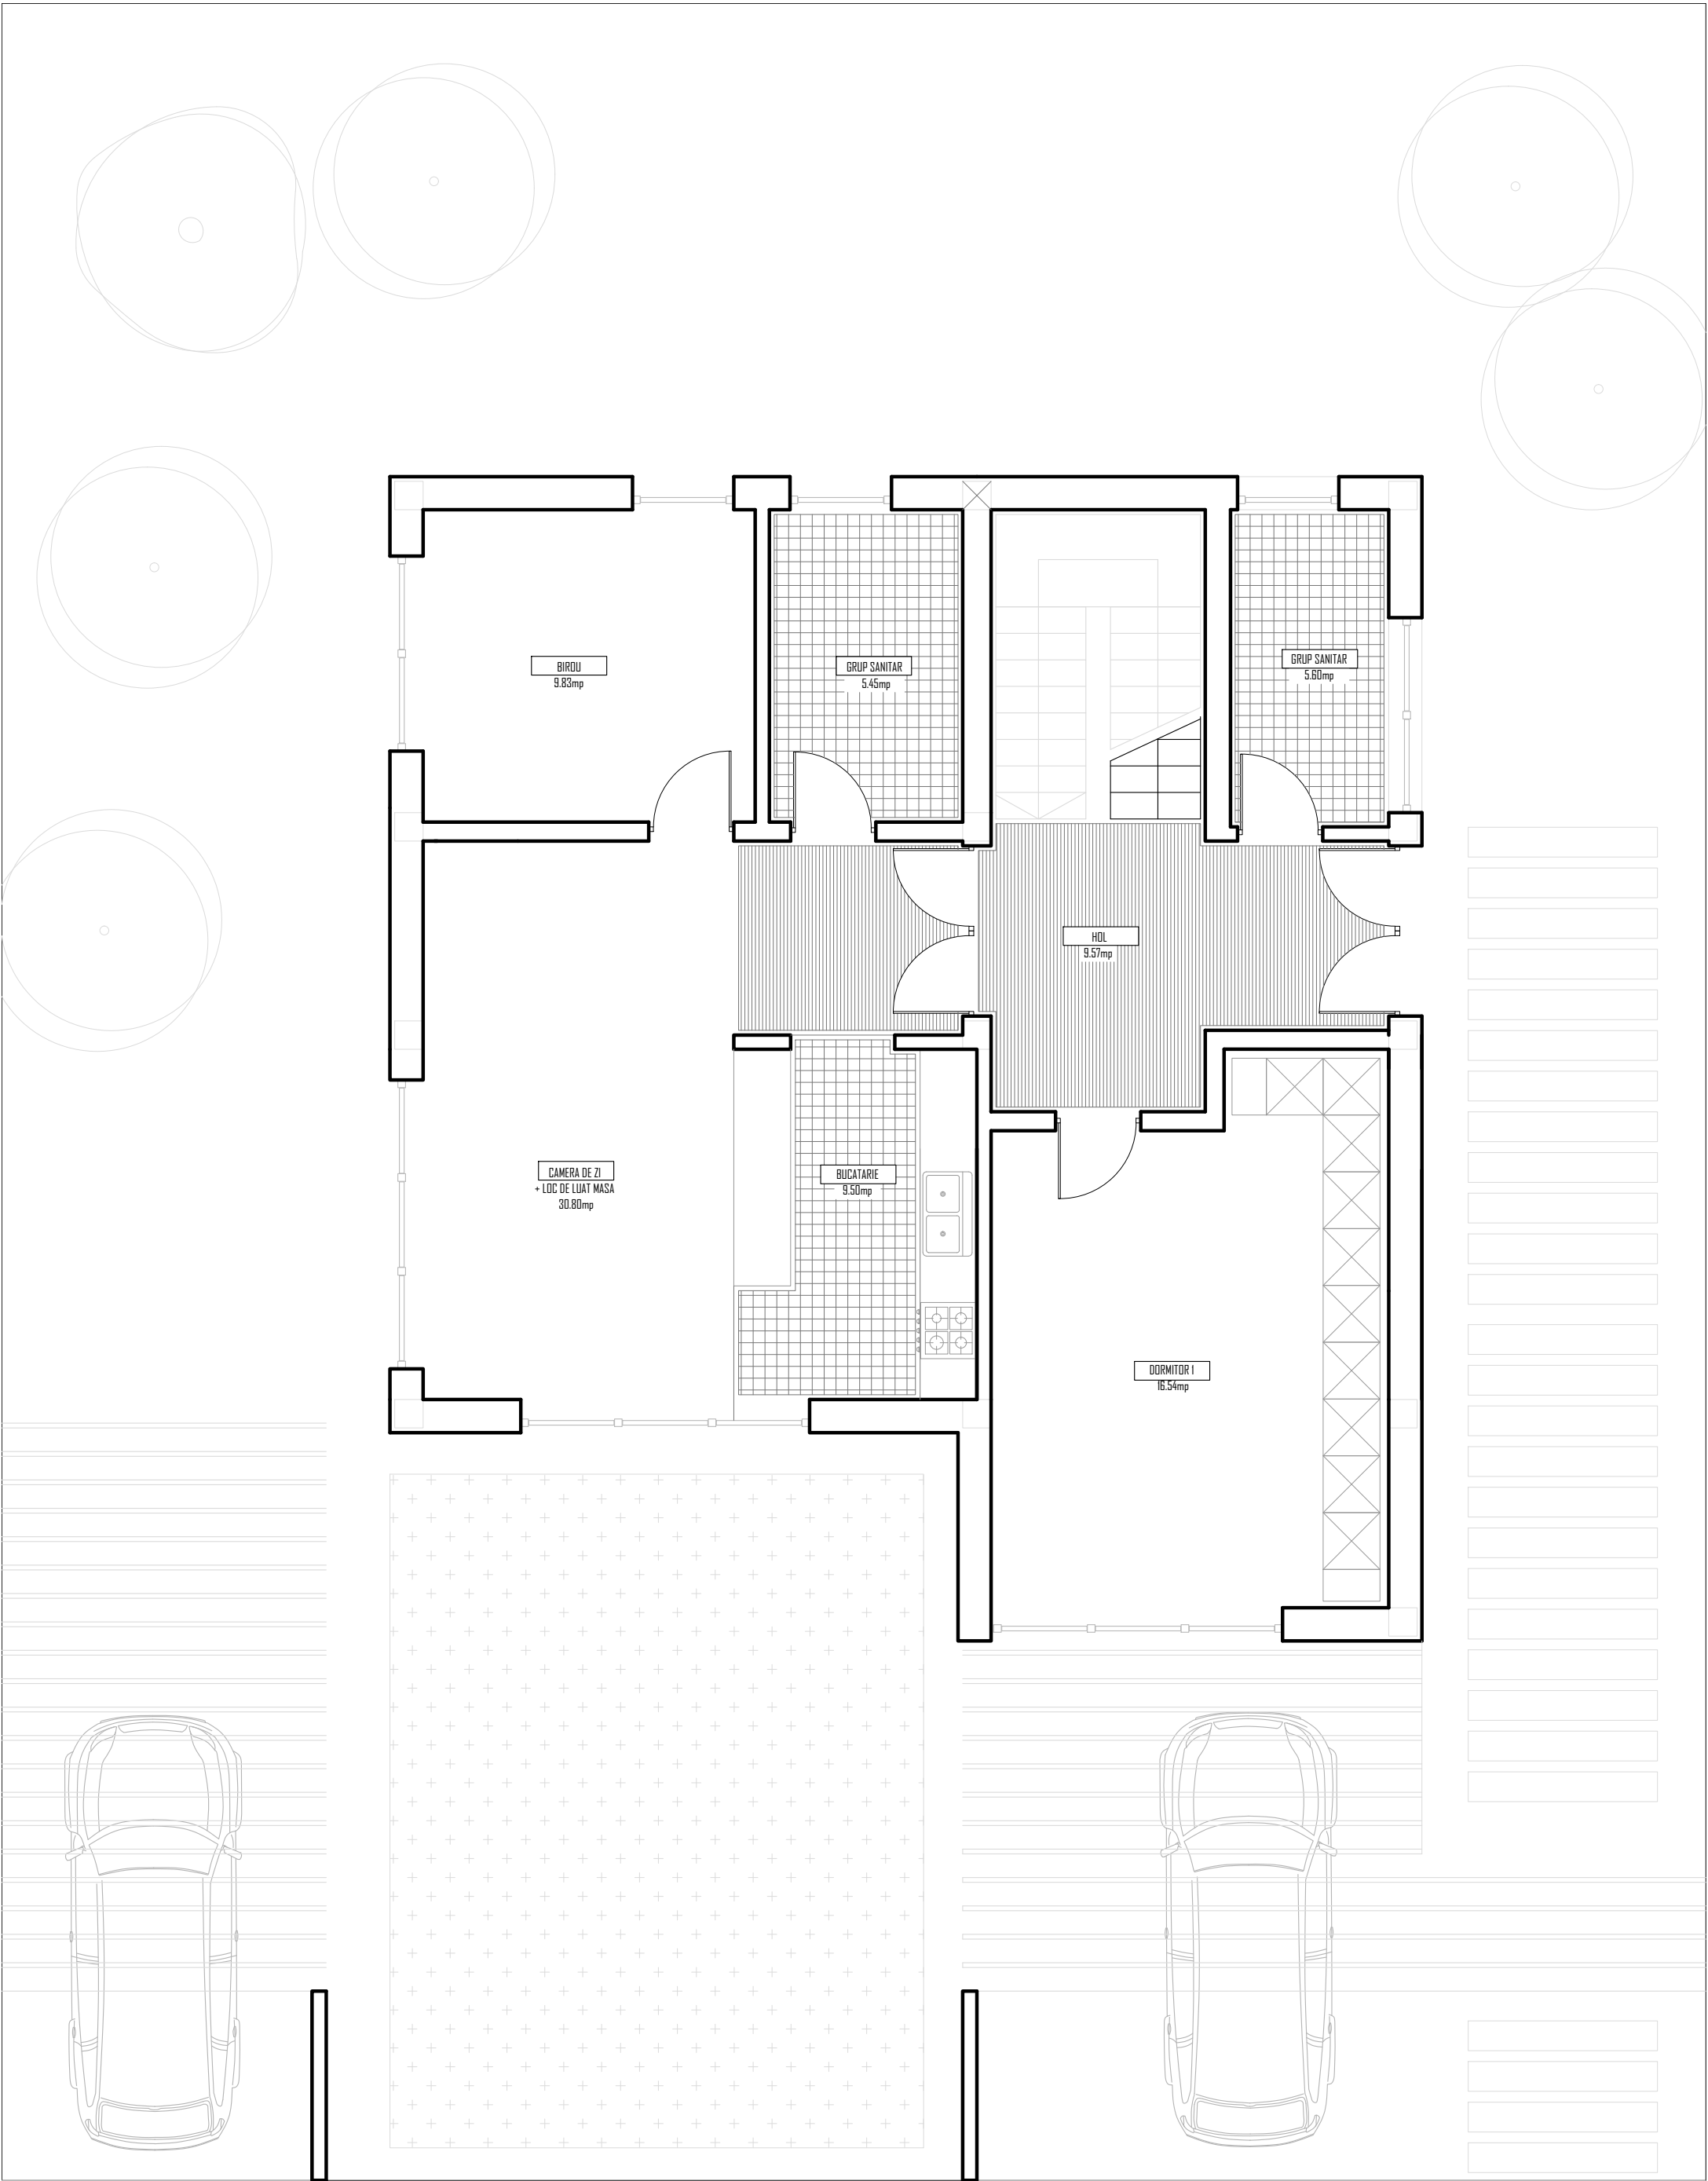 BIROU
9.83mp
GRUP SANITAR
5.45mp
GRUP SANITAR
5.60mp
HOL
9.57mp
CAMERA DE ZI
+ LOC DE LUAT MASA
30.80mp
BUCATARIE
9.50mp
DORMITOR 1
16.54mp